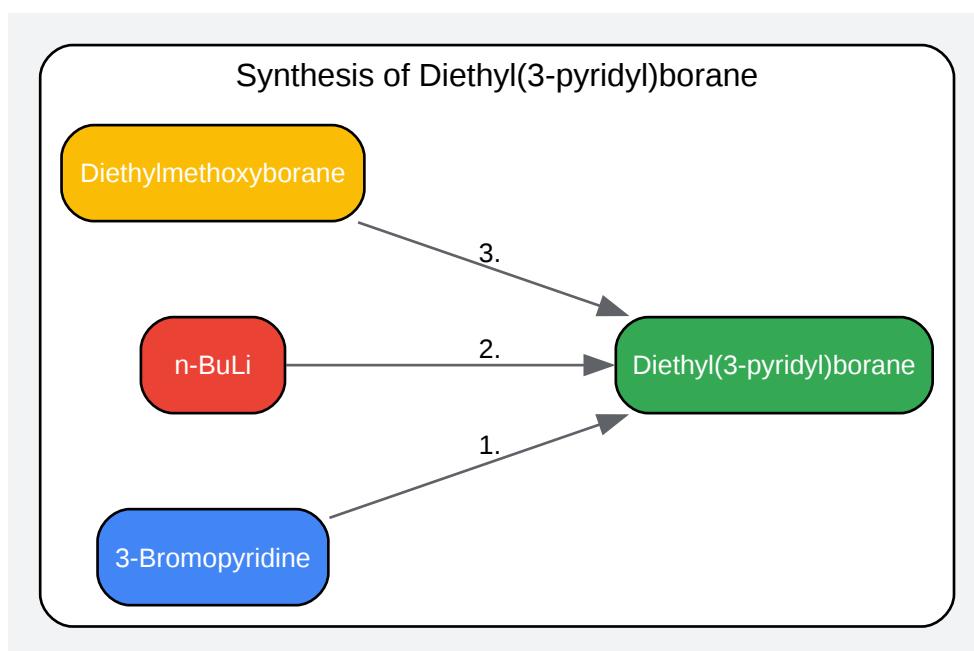 Synthesis of Diethyl(3-pyridyl)borane
Diethylmethoxyborane
3.
n-BuLi
2.
Diethyl(3-pyridyl)borane
1.
3-Bromopyridine